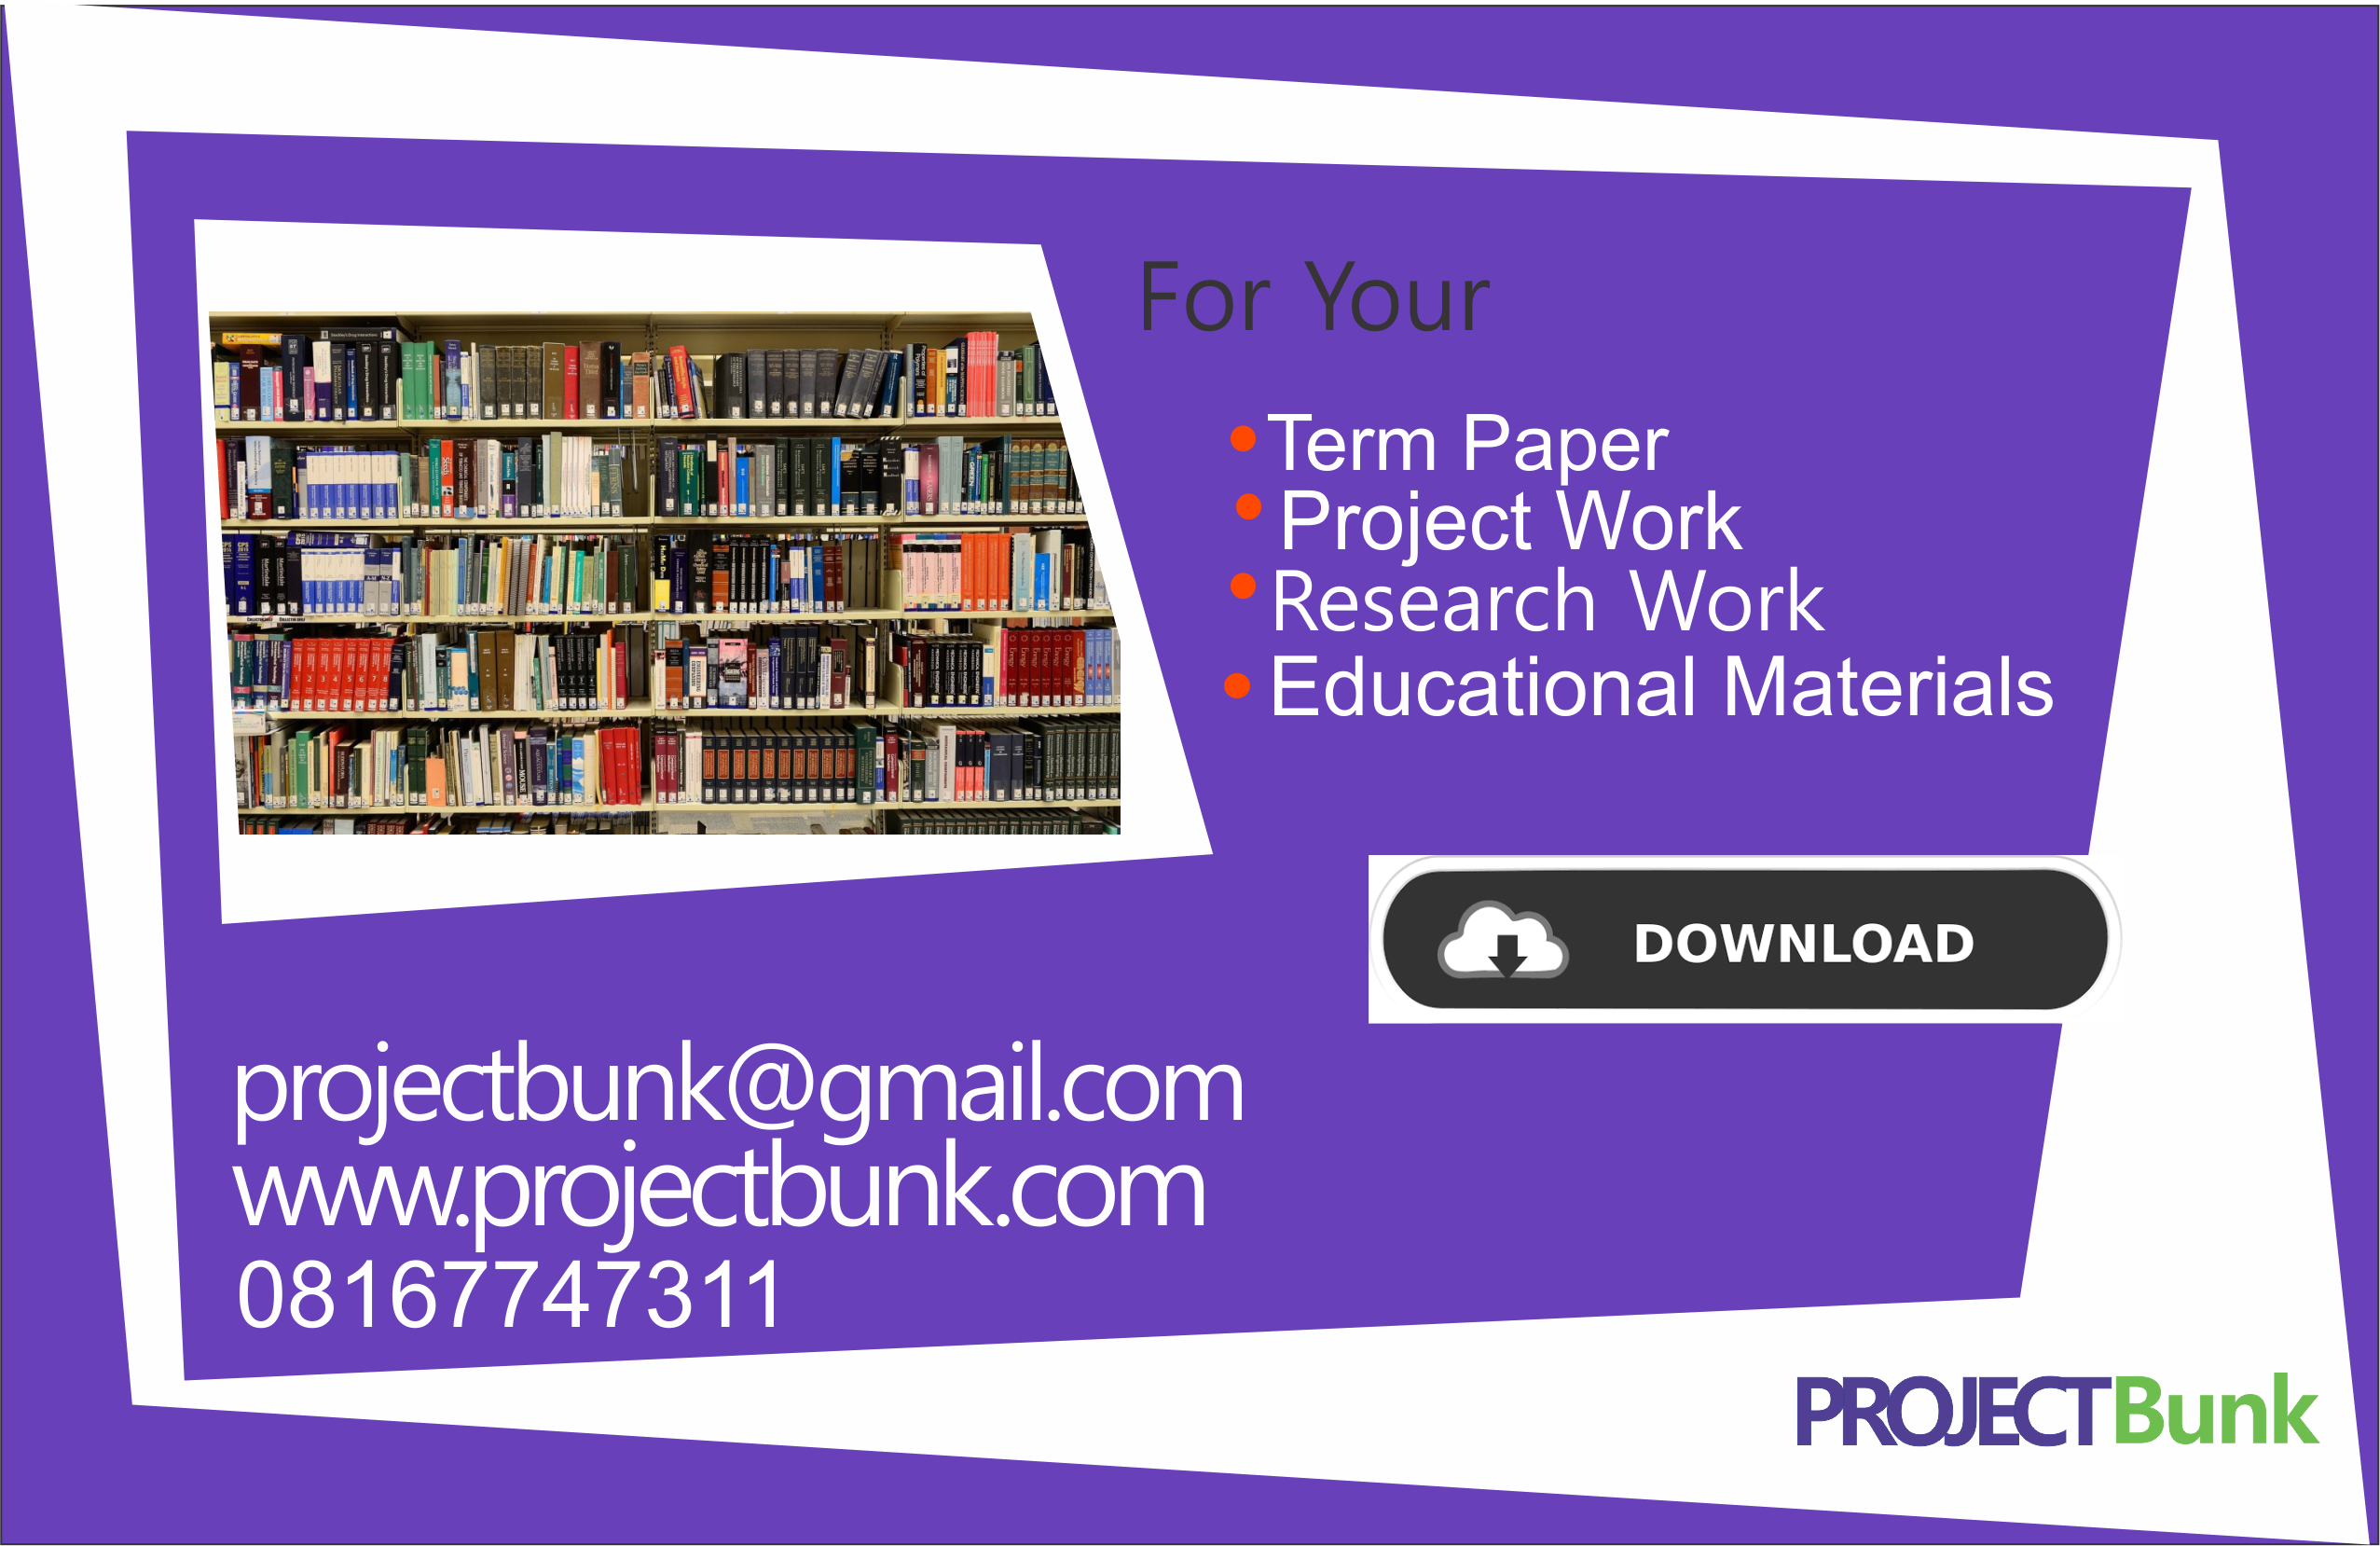 For Your
Term Paper
Project Work
Research Work
Educational Materials
DOWNLOAD
projectbunk@gmail.com
www.projectbunk.com
08167747311
PROJECTBunk